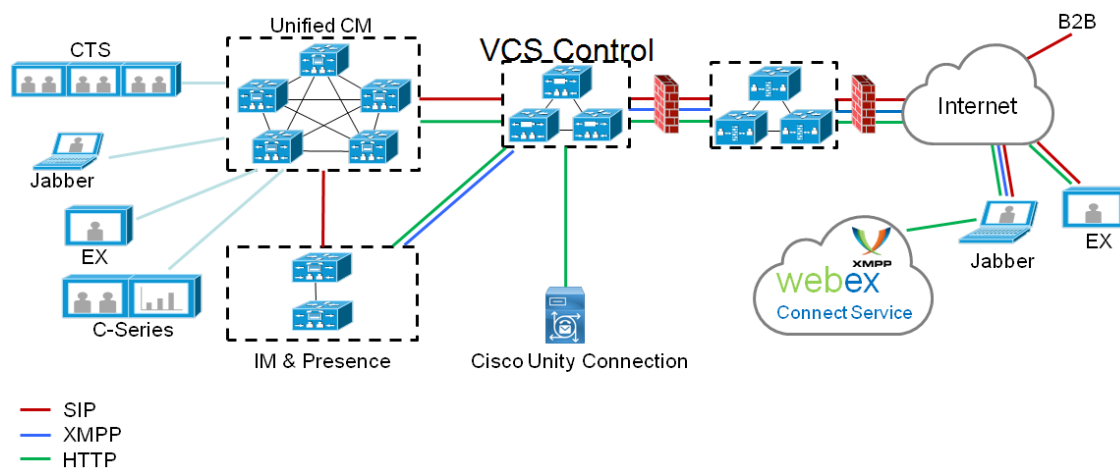 Unified CM
B2B
CTS
VCS Control
Internet
Jabber
EX
C-Series
IM & Presence
Cisco Unity Connection
XMPP
webex
Connect Service
Jabber
EX
SIP
XMPP
HTTP